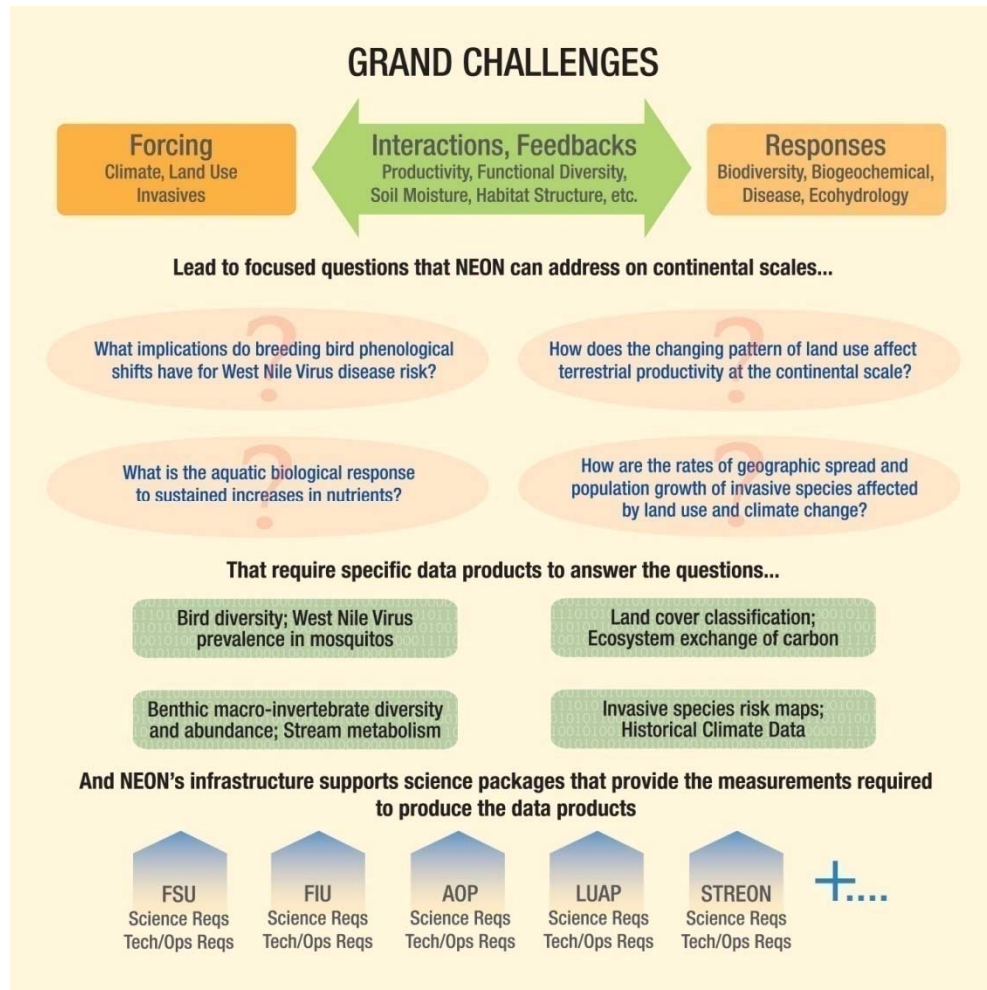 GRAND CHALLENGES
Forcing
Climate, Land Use
Invasives
Interactions, Feedbacks
Productivity, Functional Diversity,
Soil Moisture, Habitat Structure, etc.
Responses
Biodiversity, Biogeochemical,
Disease, Ecohydrology
Lead to focused questions that NEON can address on continental scales...
?
What implications do breeding bird phenological
shifts have for West Nile Virus disease risk?
?
How does the changing pattern of land use affect
terrestrial productivity at the continental scale?
?
What is the aquatic biological response
to sustained increases in nutrients?
?
How are the rates of geographic spread and
population growth of invasive species affected
by land use and climate change?
That require specific data products to answer the questions...
Bird diversity; West Nile Virus
prevalence in mosquitos
Land cover classification;
Ecosystem exchange of carbon
Benthic macro-invertebrate diversity
and abundance; Stream metabolism
Invasive species risk maps;
Historical Climate Data
And NEON’s infrastructure supports science packages that provide the measurements required
to produce the data products
FSU
Science Reqs
Tech/Ops Reqs
FIU
Science Reqs
Tech/Ops Reqs
AOP
Science Reqs
Tech/Ops Reqs
LUAP
Science Reqs
Tech/Ops Reqs
STREON
Science Reqs
Tech/Ops Reqs
+....